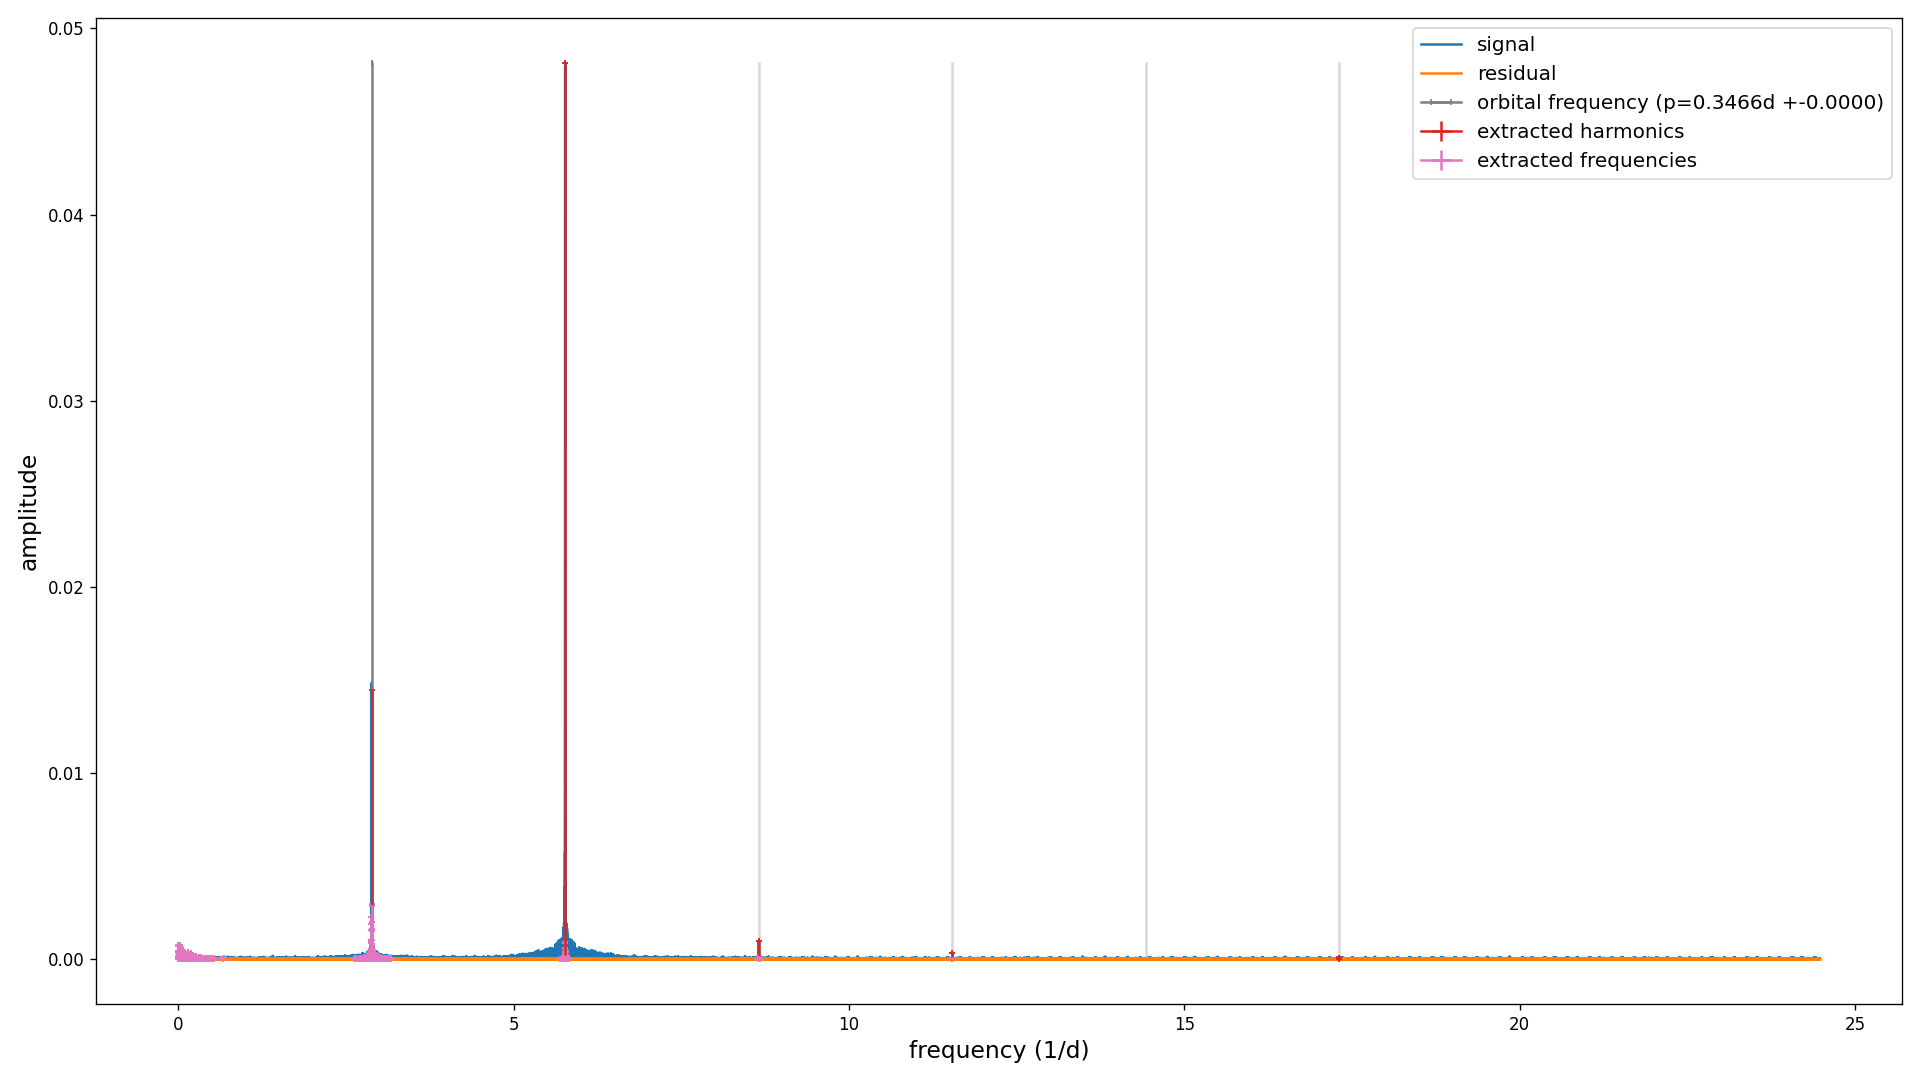 signal
residual
orbital frequency (p=0.3466d +-0.0000)
extracted harmonics
extracted frequencies
amplitude
0.05
0.04
0.03
0.02
0.01
0.00
0 5 10 15 20 25
frequency (1/d)